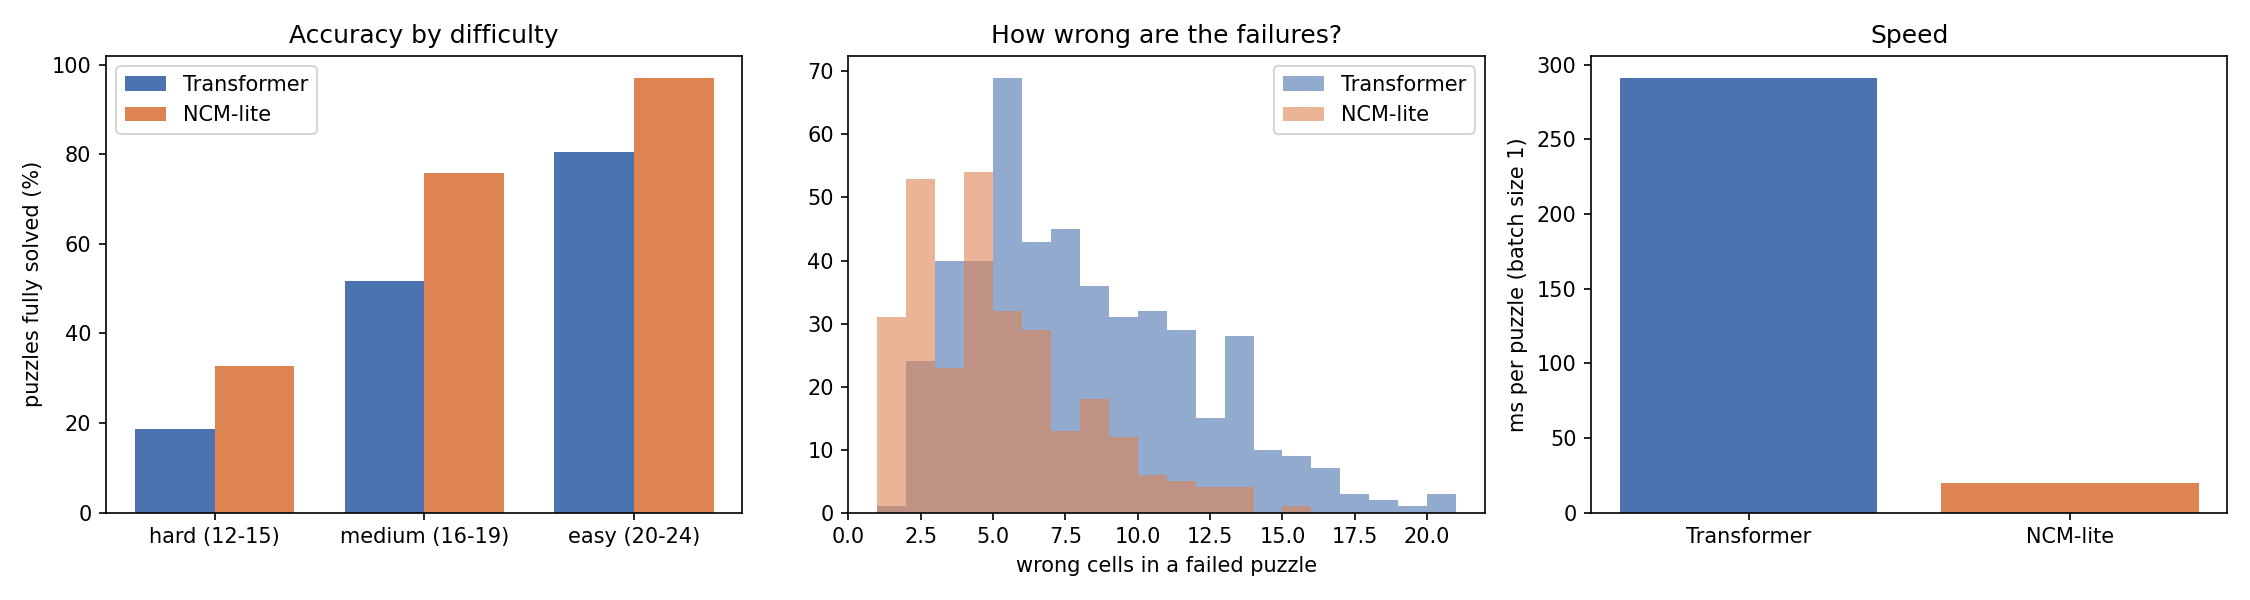 Accuracy by difficulty
100
80
60
40
20
0
puzzles fully solved (%)
Transformer
NCM-lite
hard (12-15)
medium (16-19)
easy (20-24)
How wrong are the failures?
70
60
50
40
30
20
10
0
Transformer
NCM-lite
0.0
2.5
5.0
7.5
10.0
12.5
15.0
17.5
20.0
wrong cells in a failed puzzle
Speed
300
250
200
150
100
50
0
ms per puzzle (batch size 1)
Transformer
NCM-lite